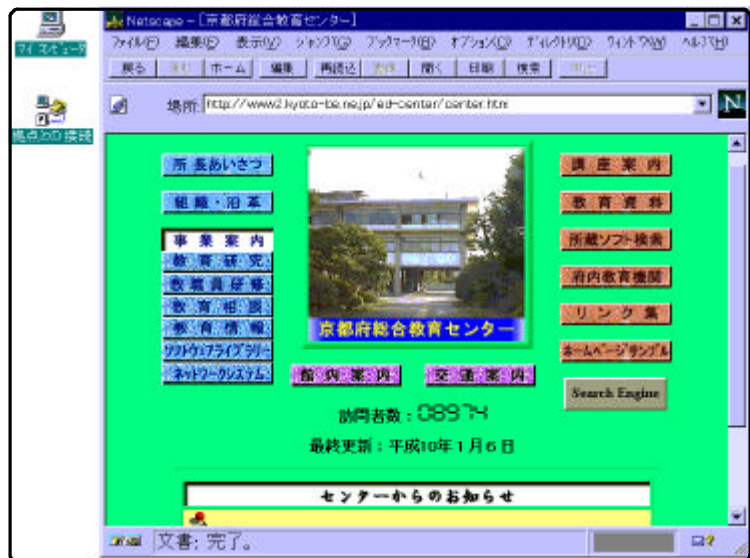 Netscape - [京都府総合教育センター]
マイ コンピュータ
ファイル(F) 編集(E) 表示(V) ジャンプ(G) ブックマーク(B) オプション(O) ディレクトリ(D) ウィンドウ(W) ヘルプ(H)
戻る 進む ホーム 編集 再読込 画像 開く 印刷 検索 中止
場所: http://www2.kyoto-be.ne.jp/ed-center/center.htm
拠点へのD接続
所長あいさつ
講座案内
組織・沿革
教育資料
事業案内
所蔵ソフト検索
教育研究
教職員研修
府内教育機関
教育相談
教育情報
リンク集
京都府総合教育センター
ソフトウェアライブラリー
ホームページサンプル
ネットワークシステム
館内案内
交通案内
Search Engine
訪問者数:08974
最終更新:平成10年1月6日
センターからのお知らせ
文書: 完了。